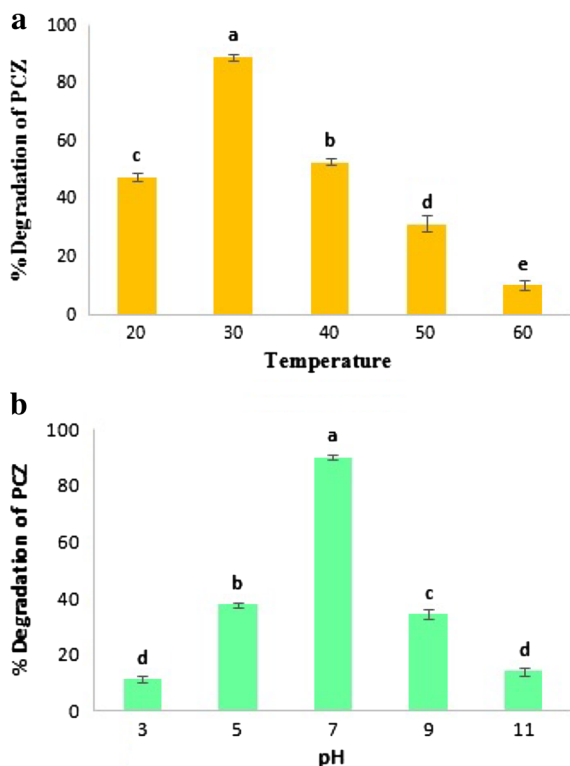 a
% Degradation of PCZ
100
80
60
40
20
0
c
a
b
d
e
20 30 40 50 60
Temperature
b
% Degradation of PCZ
100
80
60
40
20
0
d
b
a
c
d
3 5 7 9 11
pH